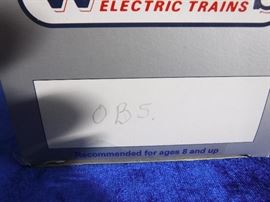 ELECTRIC TRAINS
OBS.
Recommended for ages 8 and up